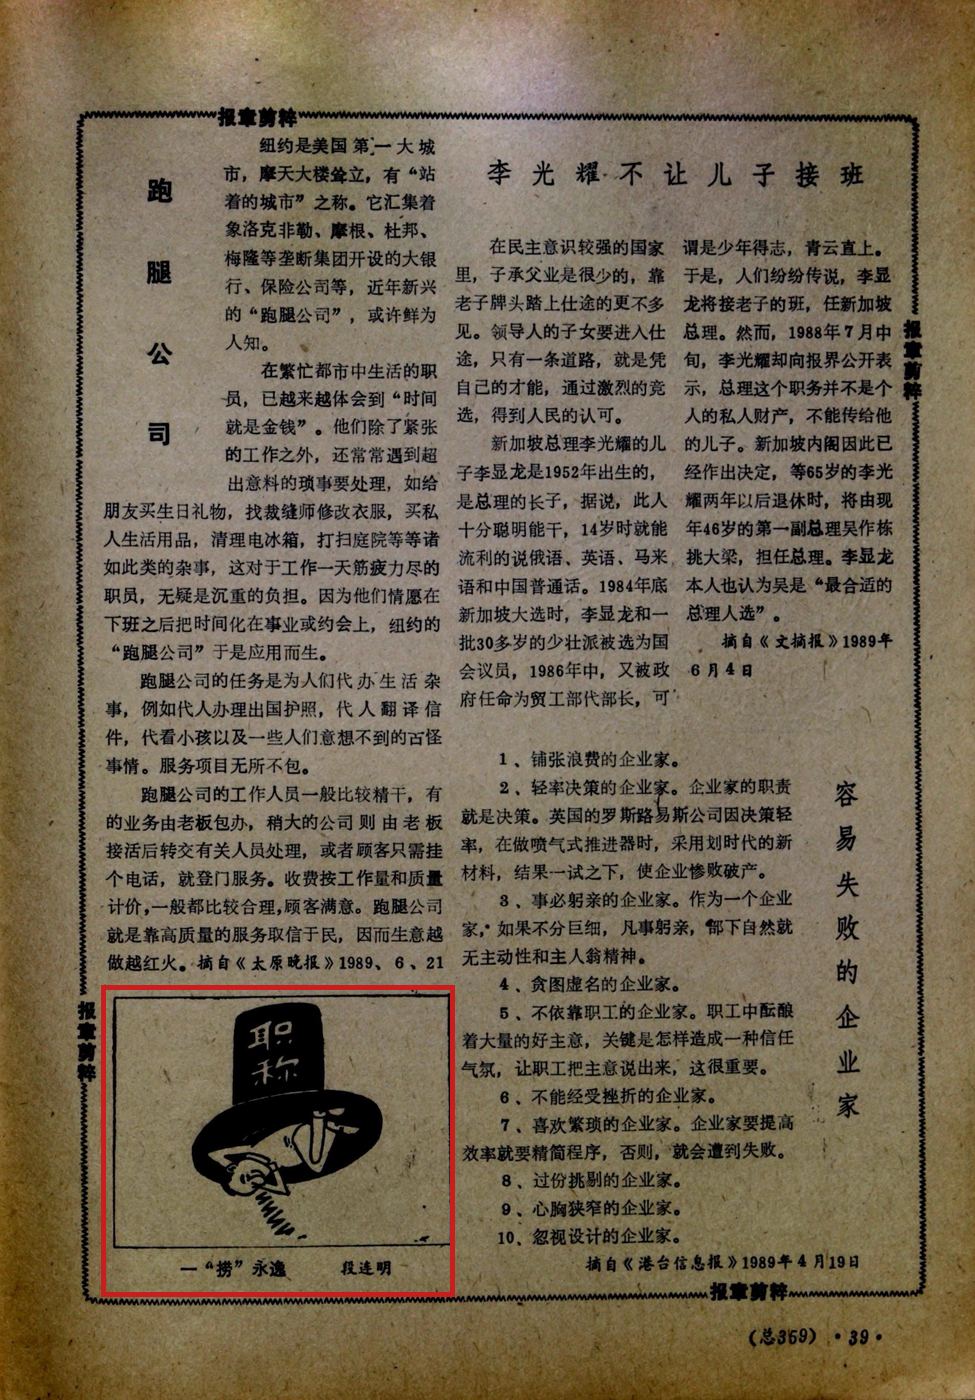 报章剪粹
跑腿公司
纽约是美国第一大城
市，摩天大楼耸立，有“站
着的城市”之称。它汇集着
象洛克非勒、摩根、杜邦、
梅隆等垄断集团开设的大银
行、保险公司等，近年新兴
的“跑腿公司”，或许鲜为
人知。
在繁忙都市中生活的职
员，已越来越体会到“时间
就是金钱”。他们除了紧张
的工作之外，还常常遇到超
出意料的琐事要处理，如给
朋友买生日礼物，找裁缝师修改衣服，买私
人生活用品，清理电冰箱，打扫庭院等等诸
如此类的杂事，这对于工作一天筋疲力尽的
职员，无疑是沉重的负担。因为他们情愿在
下班之后把时间化在事业或约会上，纽约的
“跑腿公司”于是应用而生。
跑腿公司的任务是为人们代办生活杂
事，例如代人办理出国护照，代人翻译信
件，代看小孩以及一些人们意想不到的古怪
事情。服务项目无所不包。
跑腿公司的工作人员一般比较精干，有
的业务由老板包办，稍大的公司则由老板
接活后转交有关人员处理，或者顾客只需挂
个电话，就登门服务。收费按工作量和质量
计价，一般都比较合理，顾客满意。跑腿公司
就是靠高质量的服务取信于民，因而生意越
做越红火。摘自《太原晚报》1989、6、21
报章剪粹
职
称
一“捞”永逸 段连明
李光耀不让儿子接班
在民主意识较强的国家
里，子承父业是很少的，靠
老子牌头踏上仕途的更不多
见。领导人的子女要进入仕
途，只有一条道路，就是凭
自己的才能，通过激烈的竞
选，得到人民的认可。
新加坡总理李光耀的儿
子李显龙是1952年出生的，
是总理的长子，据说，此人
十分聪明能干，14岁时就能
流利的说俄语、英语、马来
语和中国普通话。1984年底
新加坡大选时，李显龙和一
批30多岁的少壮派被选为国
会议员，1986年中，又被政
府任命为贸工部代部长，可
谓是少年得志，青云直上。
于是，人们纷纷传说，李显
龙将接老子的班，任新加坡
总理。然而，1988年7月中
旬，李光耀却向报界公开表
示，总理这个职务并不是个
人的私人财产，不能传给他
的儿子。新加坡内阁因此已
经作出决定，等65岁的李光
耀两年以后退休时，将由现
年46岁的第一副总理吴作栋
挑大梁，担任总理。李显龙
本人也认为吴是“最合适的
总理人选”。
摘自《文摘报》1989年
6月4日
报章剪粹
容易失败的企业家
1、铺张浪费的企业家。
2、轻率决策的企业家。企业家的职责
就是决策。英国的罗斯路易斯公司因决策轻
率，在做喷气式推进器时，采用划时代的新
材料，结果一试之下，使企业惨败破产。
3、事必躬亲的企业家。作为一个企业
家，如果不分巨细，凡事躬亲，部下自然就
无主动性和主人翁精神。
4、贪图虚名的企业家。
5、不依靠职工的企业家。职工中酝酿
着大量的好主意，关键是怎样造成一种信任
气氛，让职工把主意说出来，这很重要。
6、不能经受挫折的企业家。
7、喜欢繁琐的企业家。企业家要提高
效率就要精简程序，否则，就会遭到失败。
8、过份挑剔的企业家。
9、心胸狭窄的企业家。
10、忽视设计的企业家。
摘自《港台信息报》1989年4月19日
报章剪粹
（总359）·39·